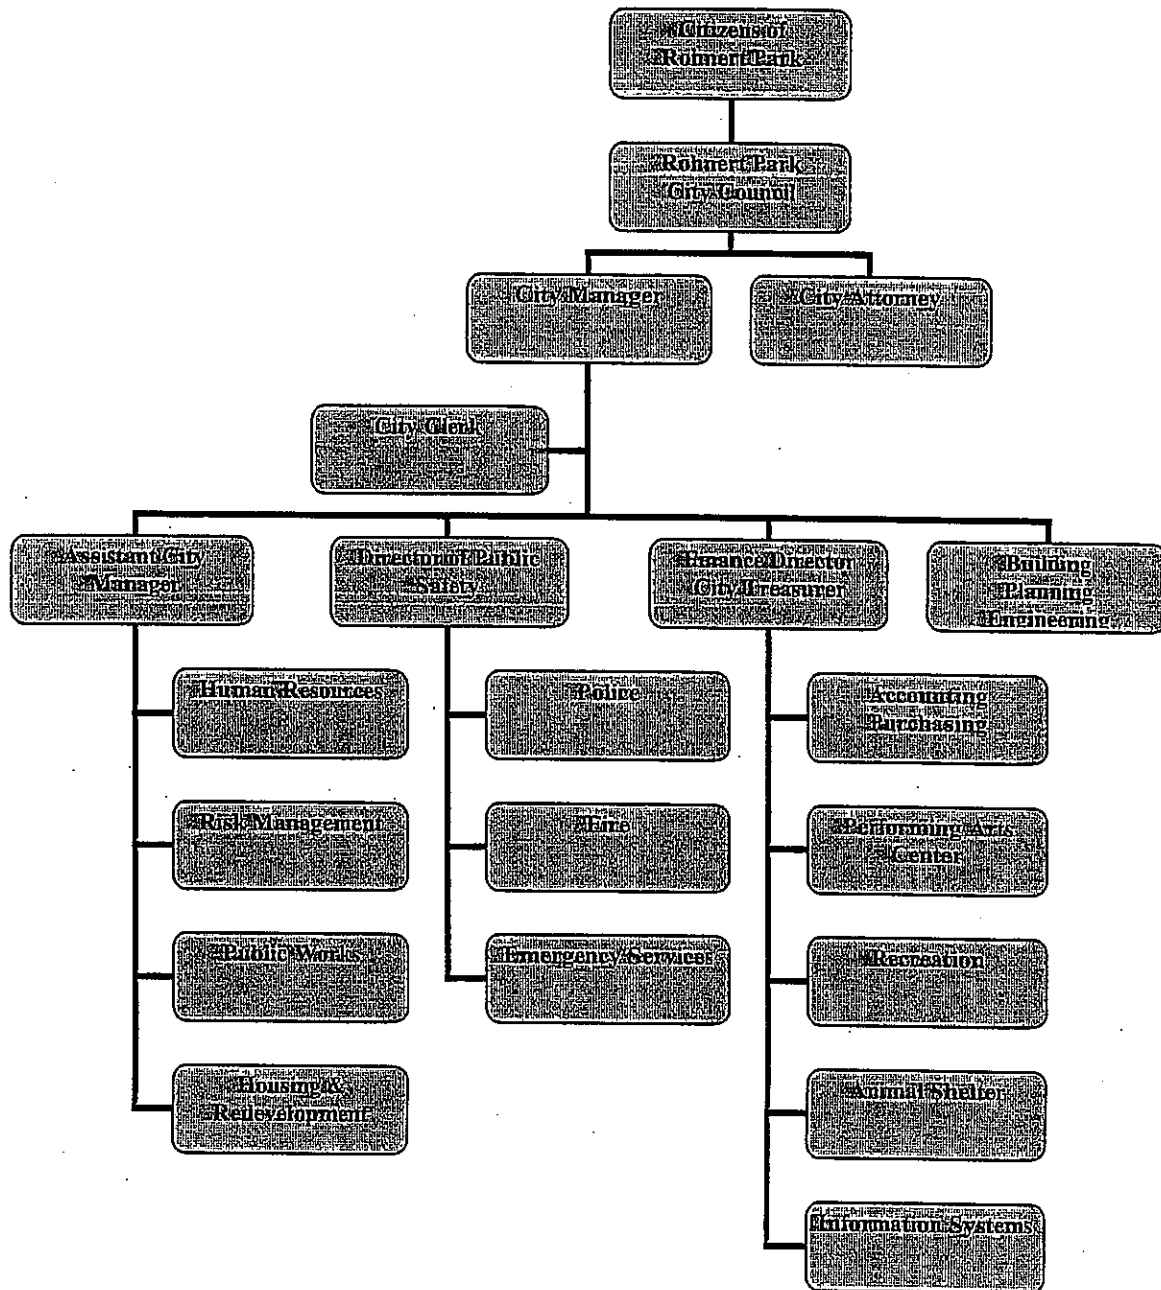 Citizens of
Rohnert Park
Rohnert Park
City Council
City Manager
City Attorney
City Clerk
Assistant City
Manager
Director of Public
Safety
Finance Director
City Treasurer
Building
Planning
Engineering
Human Resources
Police
Accounting
Purchasing
Risk Management
Fire
Performing Arts
Center
Public Works
Emergency Services
Recreation
Housing &
Redevelopment
Animal Shelter
Information Systems